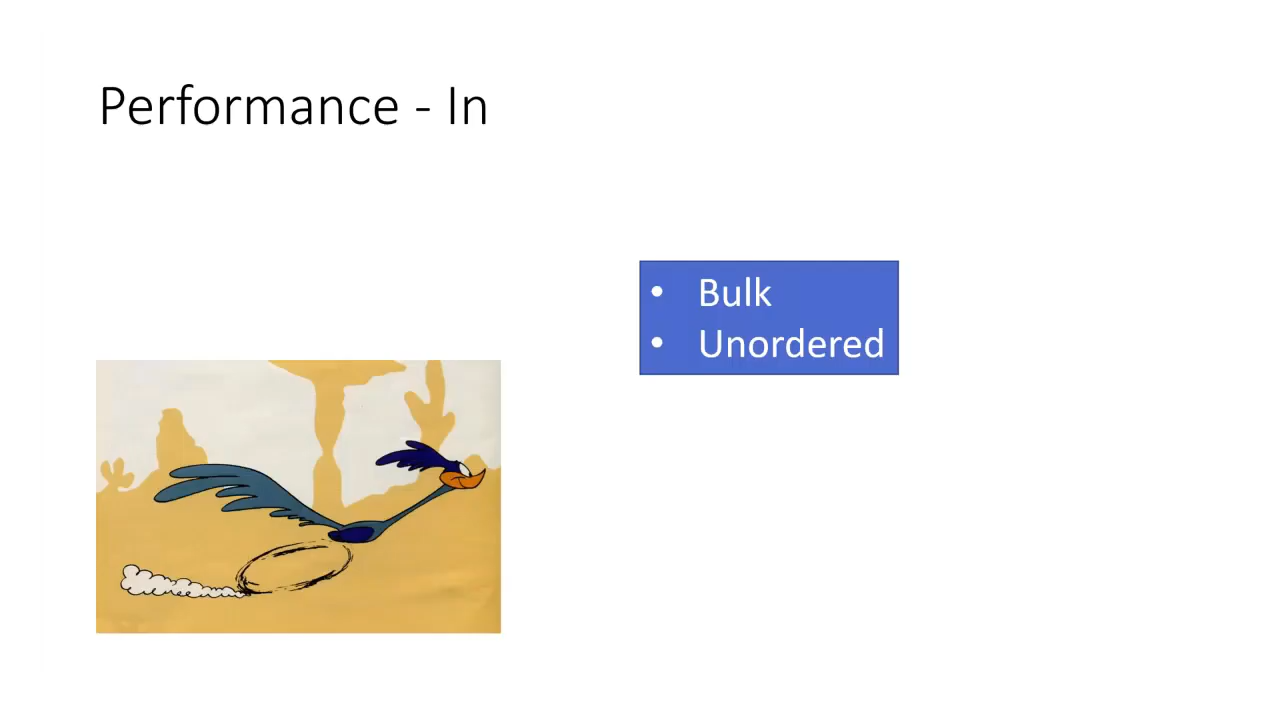 Performance - In
• Bulk
• Unordered